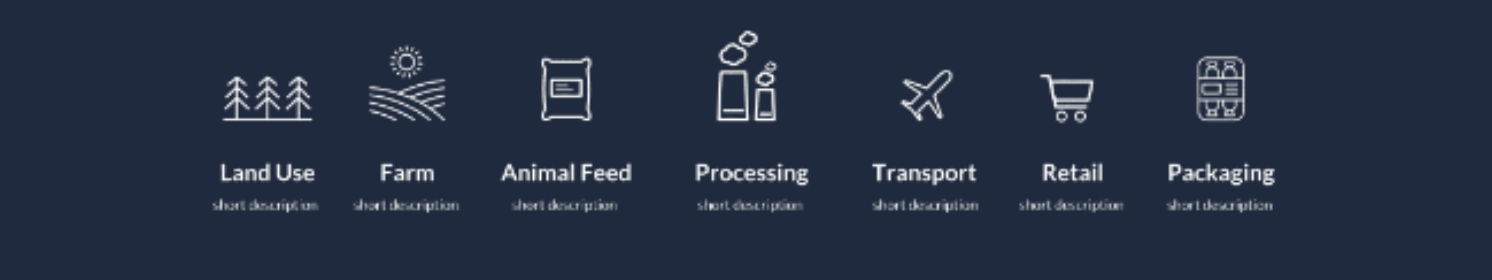 Land Use Farm Animal Feed Processing Transport Retail Packaging
short description short description short description short description short description short description short description